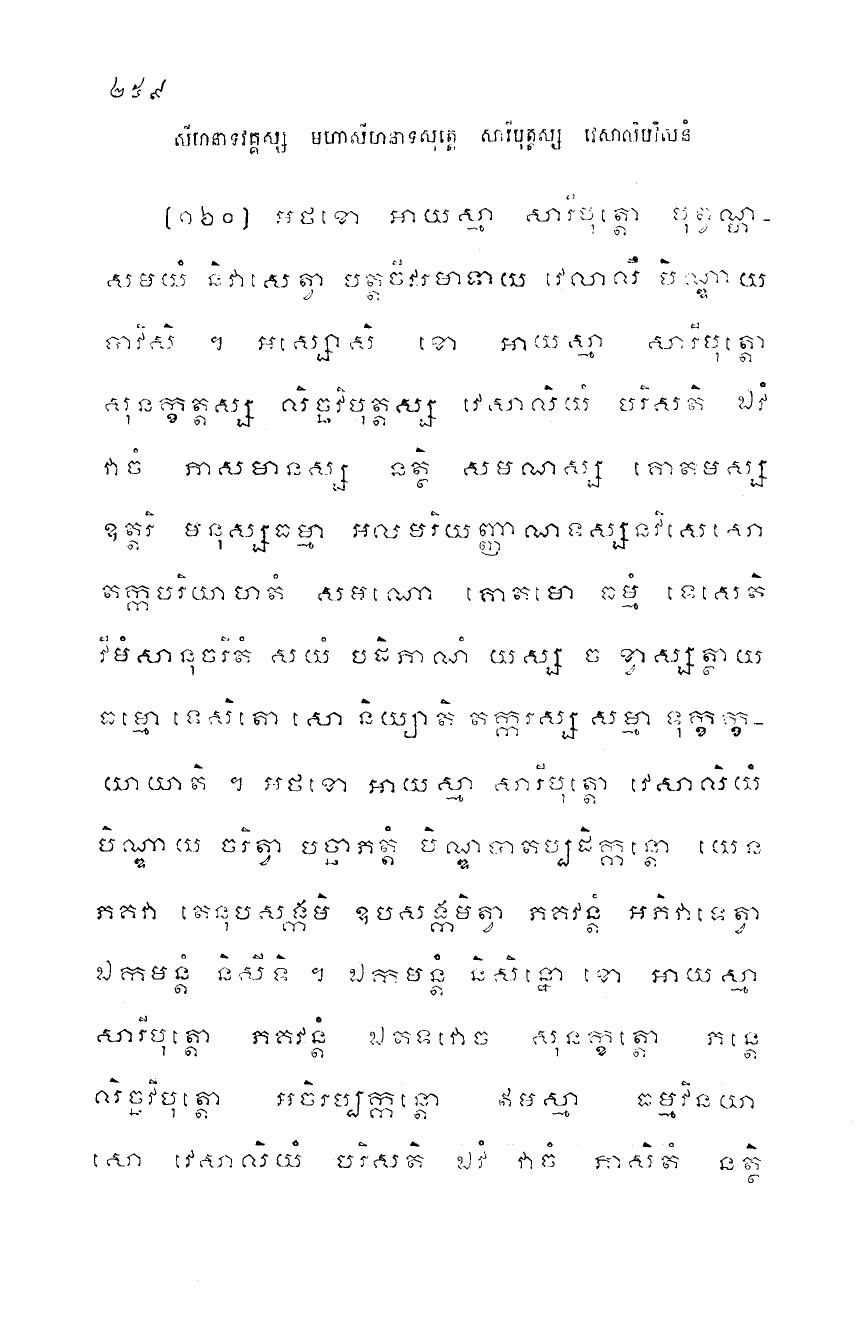 ២៥៩
សីហនាទវគ្គស្ស មហាសីហនាទសុត្តេ សារីបុត្តស្ស វេសាលិបវិសនំ
[១៦០] អថខោ អាយស្មា សារីបុត្តោ បុព្វណ្ហ-
សមយំ និវាសេត្វា បត្តចីវរមាទាយ វេសាលឹ បិណ្ឌាយ
បាវិសិ ។ អស្សោសិ ខោ អាយស្មា សារីបុត្តោ
សុនក្ខត្តស្ស លិច្ឆវិបុត្តស្ស វេសាលិយំ បរិសតិ ឯវំ
វាចំ ភាសមានស្ស នត្ថិ សមណស្ស គោតមស្ស
ឧត្តរិ មនុស្សធម្មា អលមរិយញ្ញាណទស្សនវិសេសោ
តក្កបរិយាហតំ សមណោ គោតមោ ធម្មំ ទេសេតិ
វីមំសានុចរិតំ សយំ បដិភាណំ យស្ស ច ខ្វាស្សត្ថាយ
ធម្មោ ទេសិតោ សោ និយ្យាតិ តក្ករស្ស សម្មា ទុក្ខក្ខ-
យាយាតិ ។ អថខោ អាយស្មា សារីបុត្តោ វេសាលិយំ
បិណ្ឌាយ ចរិត្វា បច្ឆាភត្តំ បិណ្ឌបាតប្បដិក្កន្តោ យេន
ភគវា តេនុបសង្កមិ ឧបសង្កមិត្វា ភគវន្តំ អភិវាទេត្វា
ឯកមន្តំ និសីទិ ។ ឯកមន្តំ និសិន្នោ ខោ អាយស្មា
សារីបុត្តោ ភគវន្តំ ឯតទវោច សុនក្ខត្តោ ភន្តេ
លិច្ឆវិបុត្តោ អចិរប្បក្កន្តោ ឥមស្មា ធម្មវិនយា
សោ វេសាលិយំ បរិសតិ ឯវំ វាចំ ភាសិតំ នត្ថិ